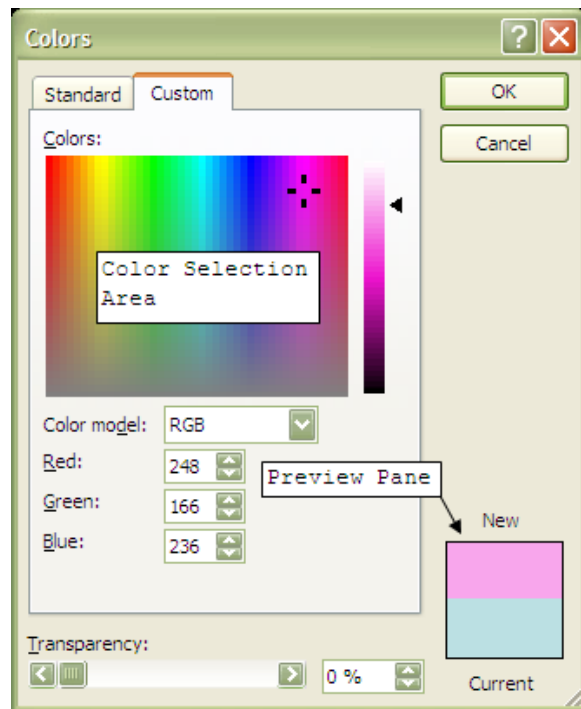 Colors
Standard
Custom
OK
Cancel
Colors:
Color Selection
Area
Color model: RGB
Red: 248
Green: 166
Blue: 236
Preview Pane
New
Current
Transparency:
0 %